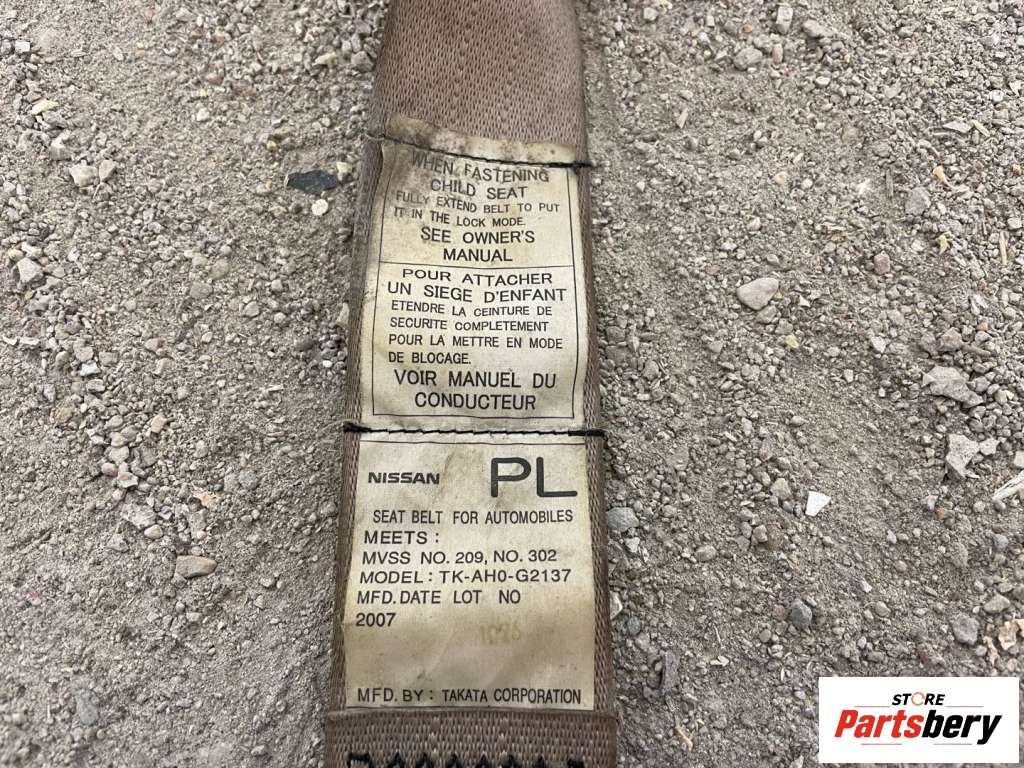 WHEN FASTENING
CHILD SEAT
FULLY EXTEND BELT TO PUT
IT IN THE LOCK MODE.
SEE OWNER'S
MANUAL
POUR ATTACHER
UN SIEGE D'ENFANT
ETENDRE LA CEINTURE DE
SECURITE COMPLETEMENT
POUR LA METTRE EN MODE
DE BLOCAGE.
VOIR MANUEL DU
CONDUCTEUR
NISSAN PL
SEAT BELT FOR AUTOMOBILES
MEETS :
MVSS NO. 209, NO. 302
MODEL : TK-AH0-G2137
MFD. DATE LOT NO
2007
MFD. BY : TAKATA CORPORATION
STORE
Partsbery